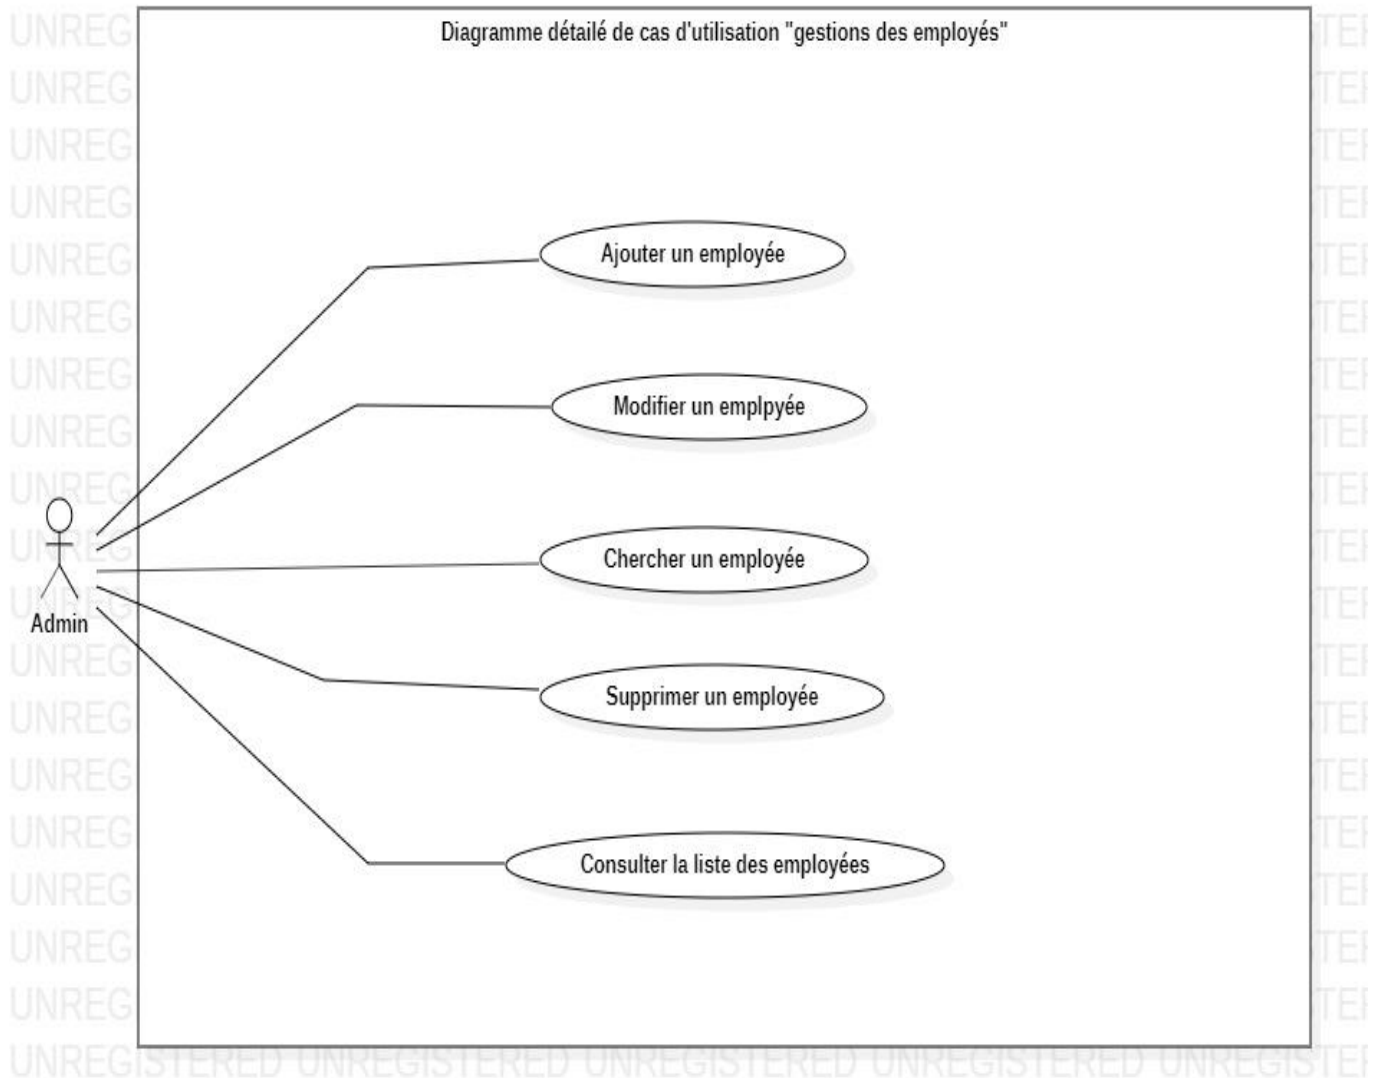 Diagramme détailé de cas d'utilisation "gestions des employés"
Ajouter un employée
Modifier un emplpyée
Chercher un employée
Admin
Supprimer un employée
Consulter la liste des employées
UNREGISTERED UNREGISTERED UNREGISTERED UNREGISTERED UNREGISTER